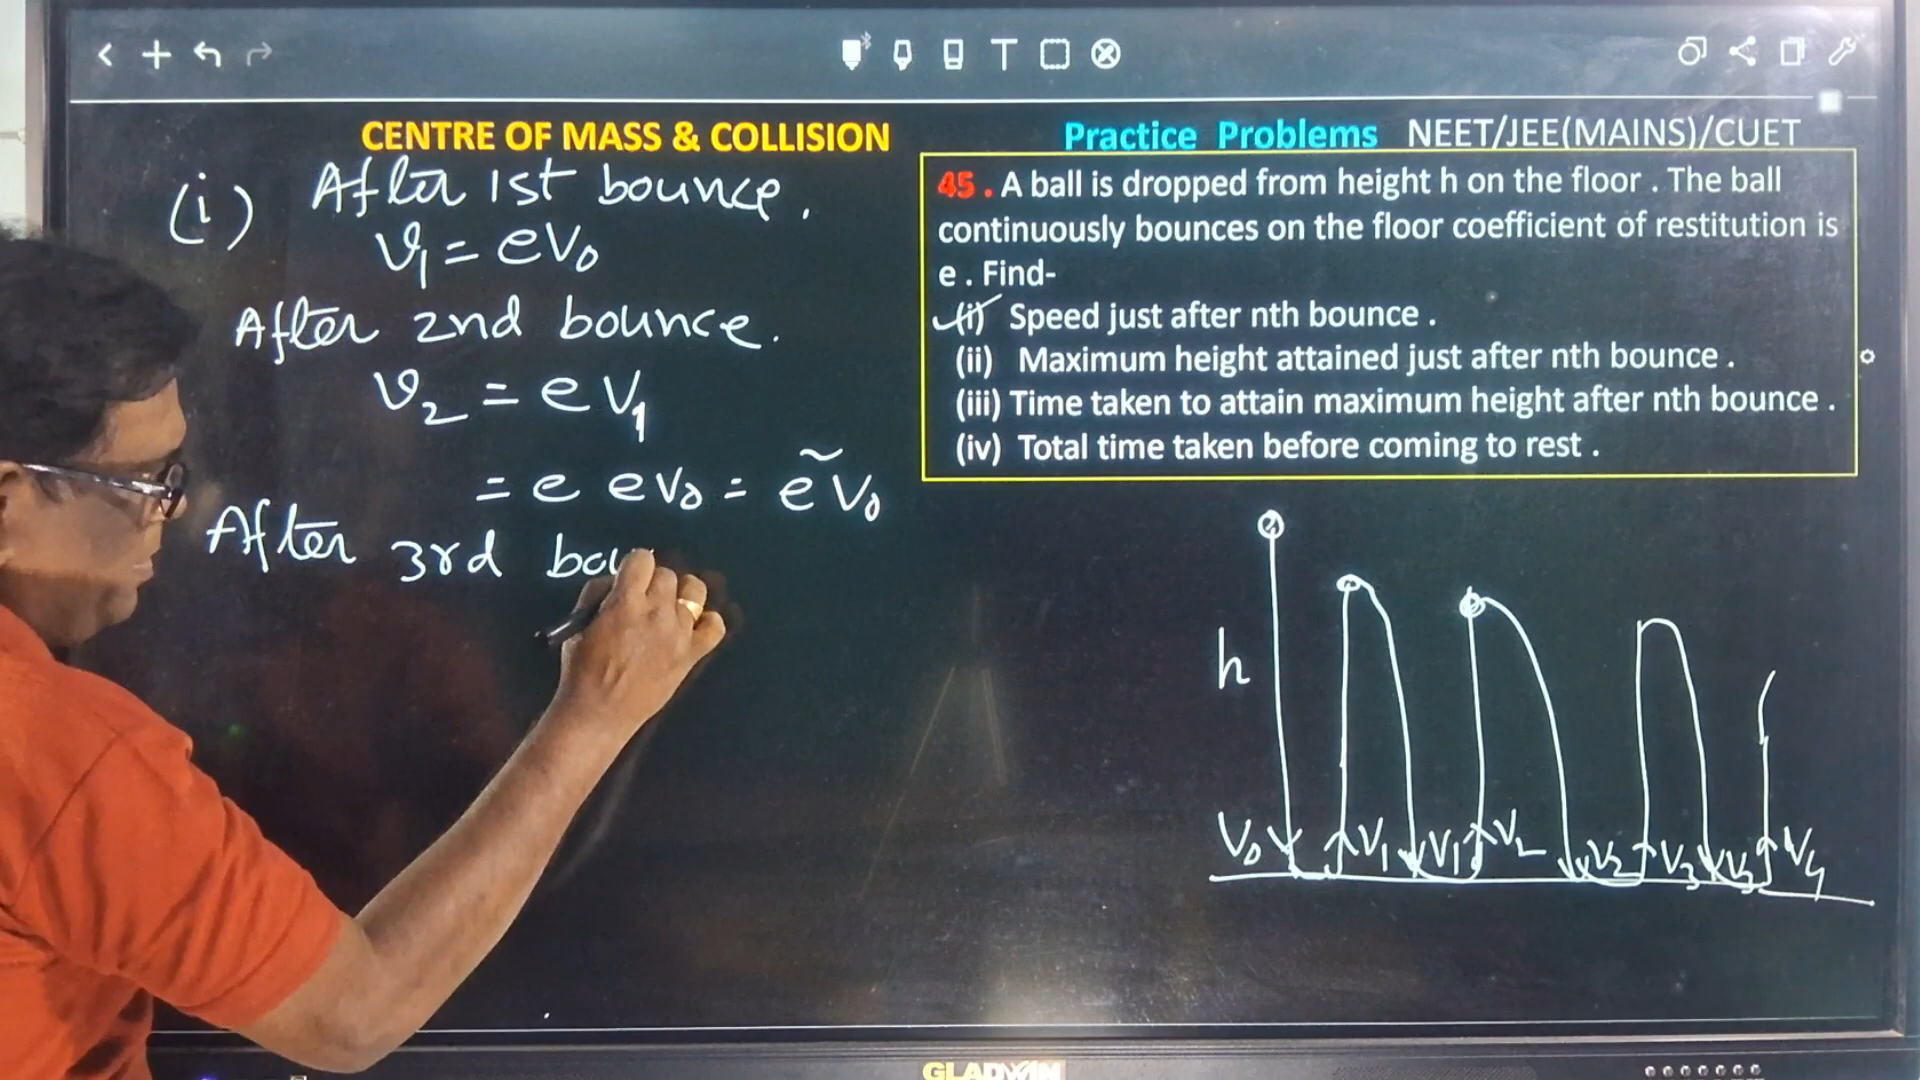 CENTRE OF MASS & COLLISION
Practice Problems NEET/JEE(MAINS)/CUET
(i) After 1st bounce.
v₁ = ev₀
After 2nd bounce.
v₂ = e v₁
= e ev₀ = e² v₀
After 3rd bou
45 . A ball is dropped from height h on the floor . The ball
continuously bounces on the floor coefficient of restitution is
e . Find-
(i) Speed just after nth bounce .
(ii) Maximum height attained just after nth bounce .
(iii) Time taken to attain maximum height after nth bounce .
(iv) Total time taken before coming to rest .
h
V₀ V₁ V₁ V₂ V₂ V₃ V₃ V₄
GLADWIN